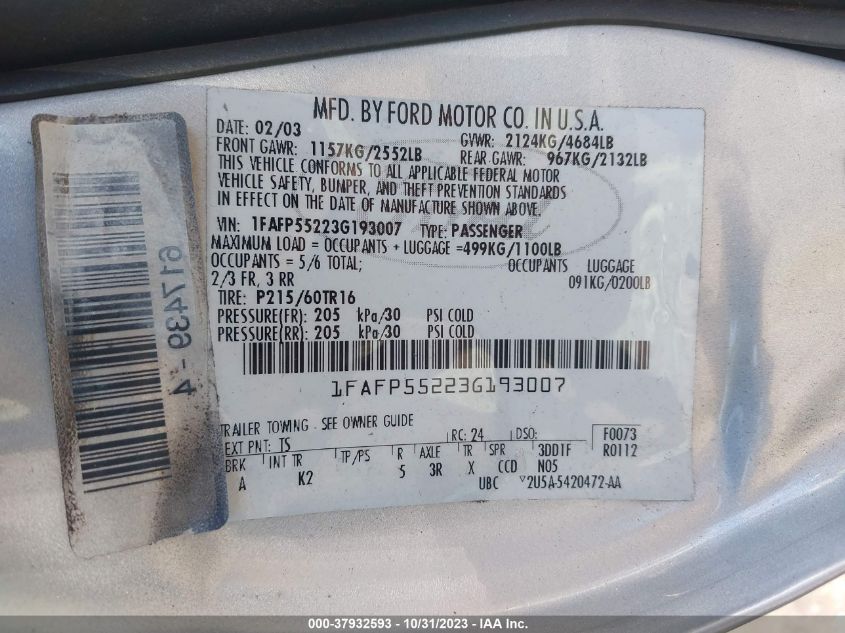 MFD. BY FORD MOTOR CO. IN U.S.A.
DATE: 02/03 GVWR: 2124KG/4684LB
FRONT GAWR: 1157KG/2552LB REAR GAWR: 967KG/2132LB
THIS VEHICLE CONFORMS TO ALL APPLICABLE FEDERAL MOTOR
VEHICLE SAFETY, BUMPER, AND THEFT PREVENTION STANDARDS
IN EFFECT ON THE DATE OF MANUFACTURE SHOWN ABOVE.
VIN: 1FAFP55223G193007 TYPE: PASSENGER
MAXIMUM LOAD = OCCUPANTS + LUGGAGE =499KG/1100LB
OCCUPANTS = 5/6 TOTAL; OCCUPANTS LUGGAGE
2/3 FR, 3 RR 091KG/0200LB
TIRE: P215/60TR16
PRESSURE(FR): 205 kPa/30 PSI COLD
PRESSURE(RR): 205 kPa/30 PSI COLD
1FAFP55223G193007
TRAILER TOWING - SEE OWNER GUIDE
EXT PNT: TS RC: 24 DSO: F0073
BRK INT TR TP/PS R AXLE TR SPR 3DD1F R0112
A K2 5 3R X CCD N05
UBC 2U5A-5420472-AA
617439-4
000-37932593 - 10/31/2023 - IAA Inc.